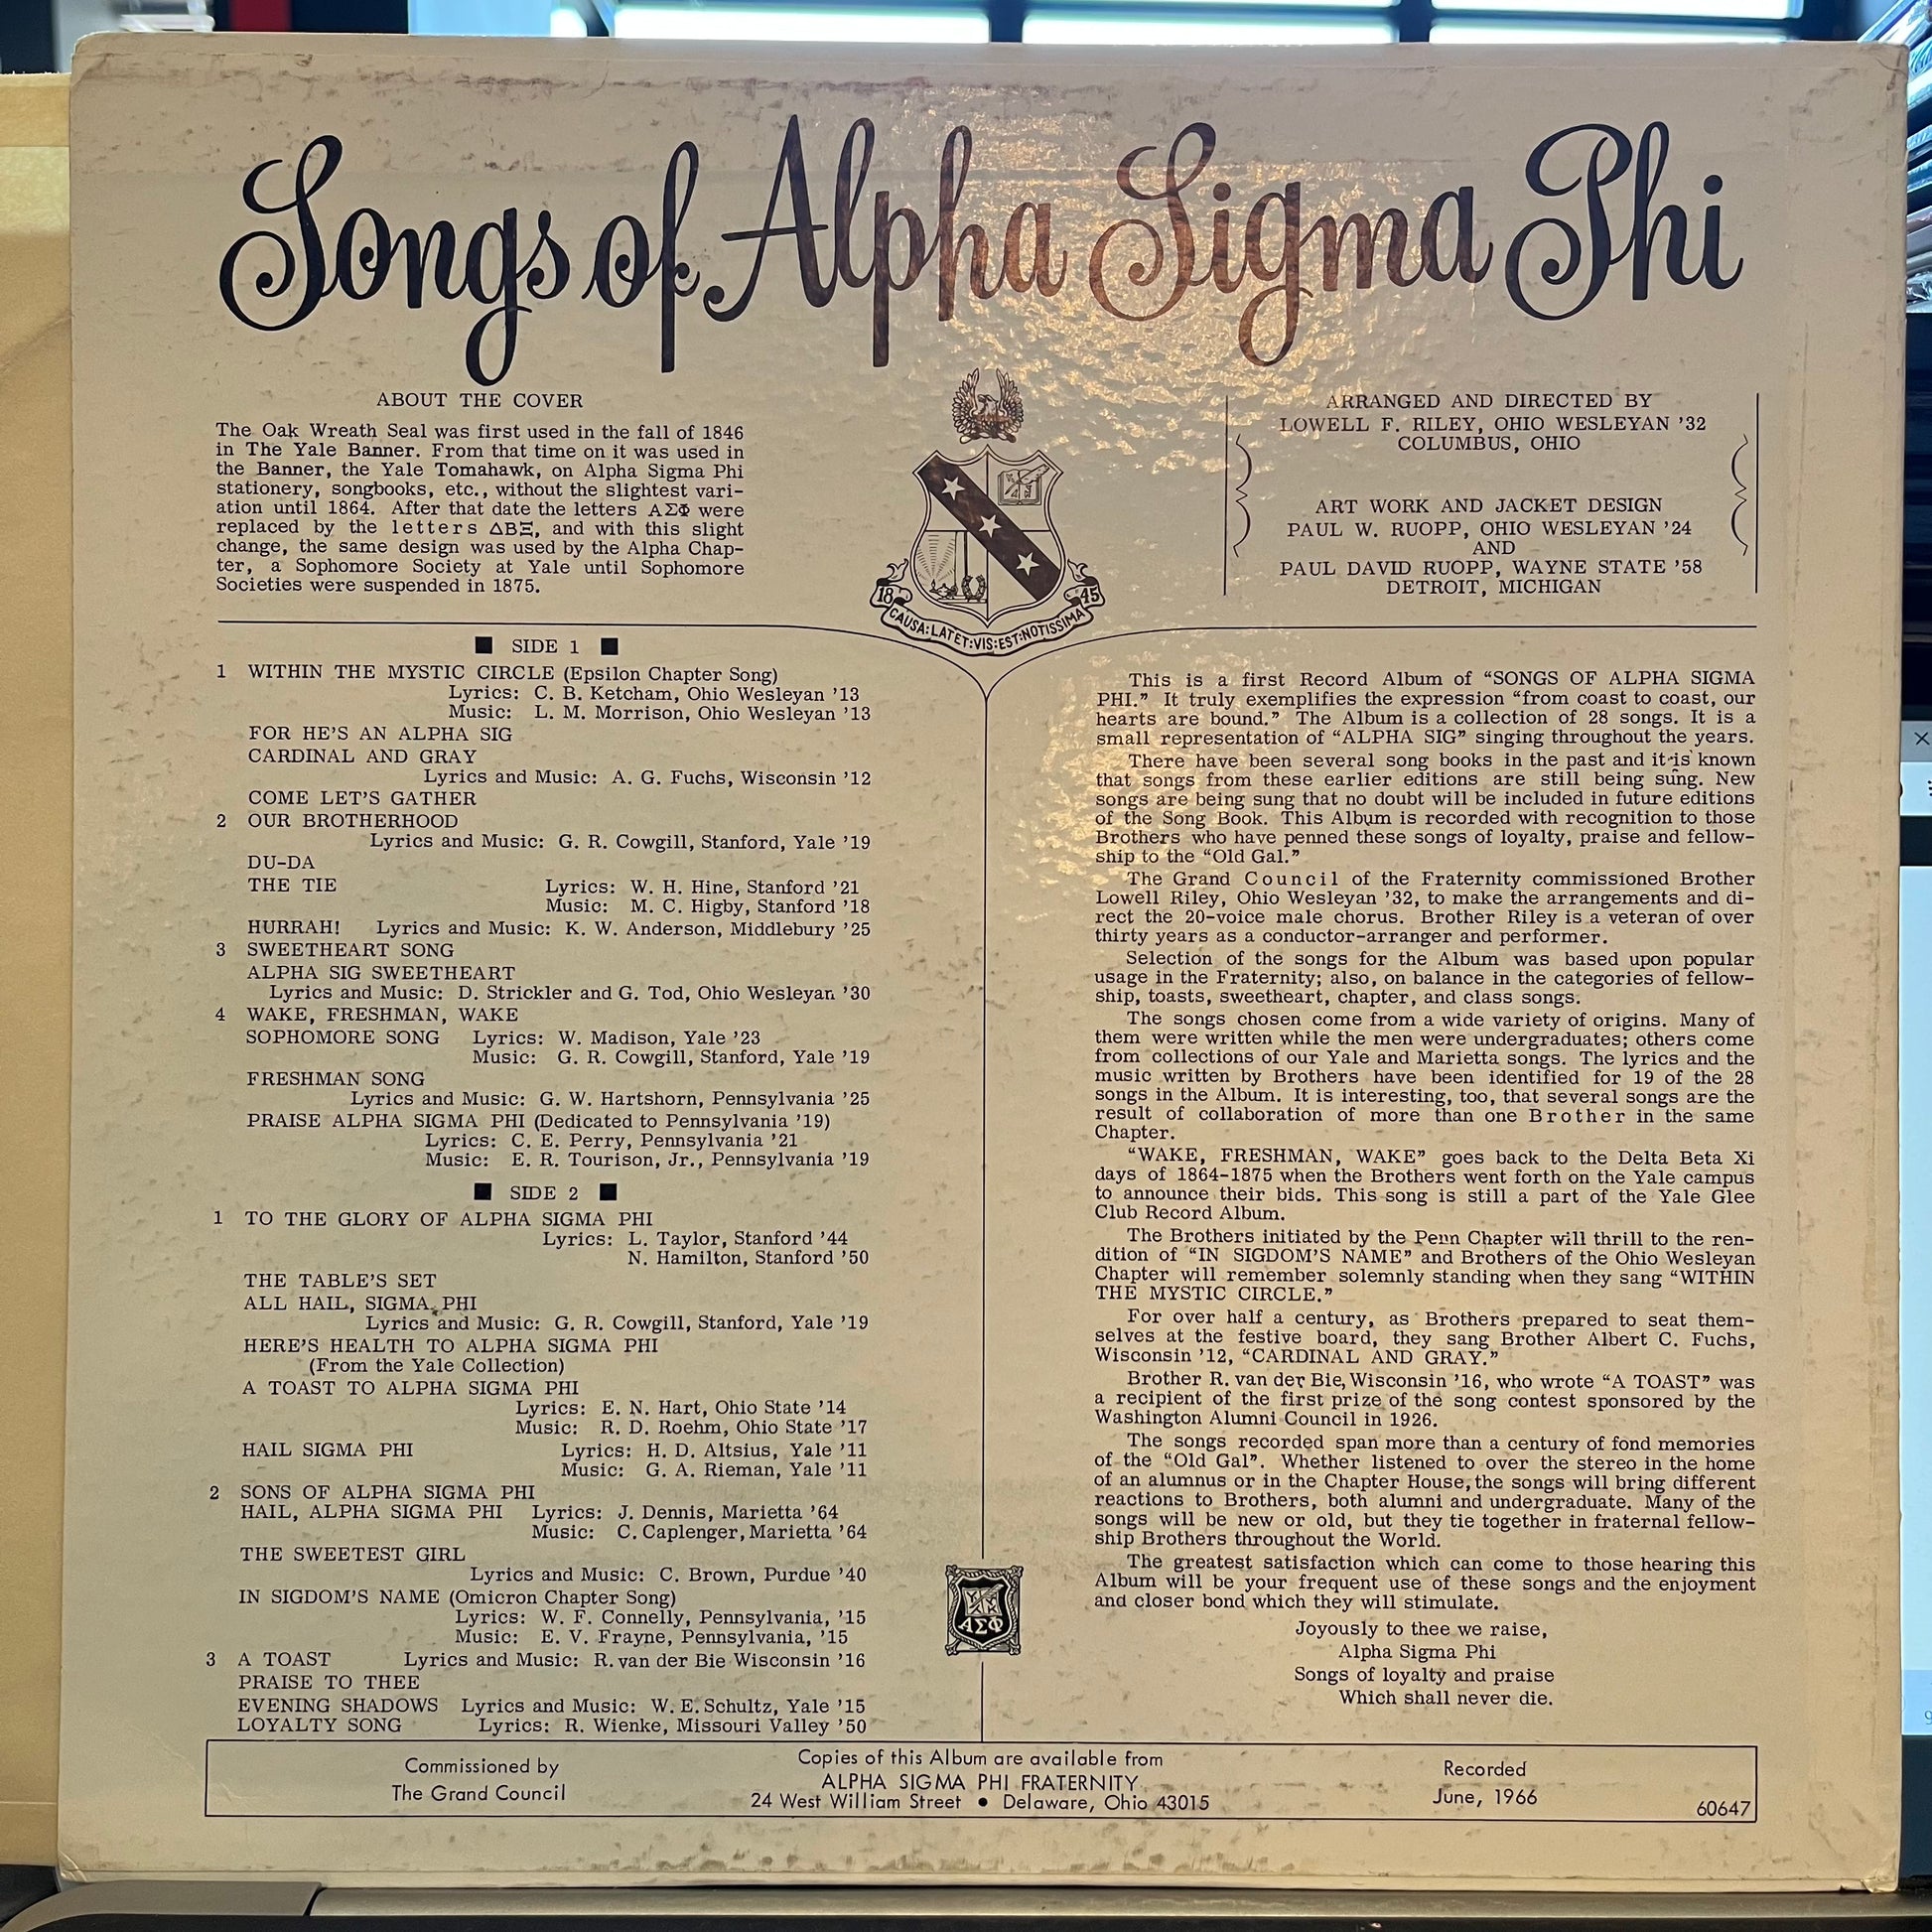 Songs of Alpha Sigma Phi
ABOUT THE COVER
The Oak Wreath Seal was first used in the fall of 1846
in The Yale Banner. From that time on it was used in
the Banner, the Yale Tomahawk, on Alpha Sigma Phi
stationery, songbooks, etc., without the slightest vari-
ation until 1864. After that date the letters ΑΣΦ were
replaced by the letters ΔΒΞ, and with this slight
change, the same design was used by the Alpha Chap-
ter, a Sophomore Society at Yale until Sophomore
Societies were suspended in 1875.
18 45
CAUSA:LATET:VIS:EST:NOTISSIMA
ARRANGED AND DIRECTED BY
LOWELL F. RILEY, OHIO WESLEYAN '32
COLUMBUS, OHIO
ART WORK AND JACKET DESIGN
PAUL W. RUOPP, OHIO WESLEYAN '24
AND
PAUL DAVID RUOPP, WAYNE STATE '58
DETROIT, MICHIGAN
■ SIDE 1 ■
1 WITHIN THE MYSTIC CIRCLE (Epsilon Chapter Song)
Lyrics: C. B. Ketcham, Ohio Wesleyan '13
Music: L. M. Morrison, Ohio Wesleyan '13
FOR HE'S AN ALPHA SIG
CARDINAL AND GRAY
Lyrics and Music: A. G. Fuchs, Wisconsin '12
COME LET'S GATHER
2 OUR BROTHERHOOD
Lyrics and Music: G. R. Cowgill, Stanford, Yale '19
DU-DA
THE TIE Lyrics: W. H. Hine, Stanford '21
Music: M. C. Higby, Stanford '18
HURRAH! Lyrics and Music: K. W. Anderson, Middlebury '25
3 SWEETHEART SONG
ALPHA SIG SWEETHEART
Lyrics and Music: D. Strickler and G. Tod, Ohio Wesleyan '30
4 WAKE, FRESHMAN, WAKE
SOPHOMORE SONG Lyrics: W. Madison, Yale '23
Music: G. R. Cowgill, Stanford, Yale '19
FRESHMAN SONG
Lyrics and Music: G. W. Hartshorn, Pennsylvania '25
PRAISE ALPHA SIGMA PHI (Dedicated to Pennsylvania '19)
Lyrics: C. E. Perry, Pennsylvania '21
Music: E. R. Tourison, Jr., Pennsylvania '19
■ SIDE 2 ■
1 TO THE GLORY OF ALPHA SIGMA PHI
Lyrics: L. Taylor, Stanford '44
N. Hamilton, Stanford '50
THE TABLE'S SET
ALL HAIL, SIGMA PHI
Lyrics and Music: G. R. Cowgill, Stanford, Yale '19
HERE'S HEALTH TO ALPHA SIGMA PHI
(From the Yale Collection)
A TOAST TO ALPHA SIGMA PHI
Lyrics: E. N. Hart, Ohio State '14
Music: R. D. Roehm, Ohio State '17
HAIL SIGMA PHI Lyrics: H. D. Altsius, Yale '11
Music: G. A. Rieman, Yale '11
2 SONS OF ALPHA SIGMA PHI
HAIL, ALPHA SIGMA PHI Lyrics: J. Dennis, Marietta '64
Music: C. Caplenger, Marietta '64
THE SWEETEST GIRL
Lyrics and Music: C. Brown, Purdue '40
IN SIGDOM'S NAME (Omicron Chapter Song)
Lyrics: W. F. Connelly, Pennsylvania, '15
Music: E. V. Frayne, Pennsylvania, '15
3 A TOAST Lyrics and Music: R. van der Bie Wisconsin '16
PRAISE TO THEE
EVENING SHADOWS Lyrics and Music: W. E. Schultz, Yale '15
LOYALTY SONG Lyrics: R. Wienke, Missouri Valley '50
This is a first Record Album of "SONGS OF ALPHA SIGMA
PHI." It truly exemplifies the expression "from coast to coast, our
hearts are bound." The Album is a collection of 28 songs. It is a
small representation of "ALPHA SIG" singing throughout the years.
There have been several song books in the past and it is known
that songs from these earlier editions are still being sung. New
songs are being sung that no doubt will be included in future editions
of the Song Book. This Album is recorded with recognition to those
Brothers who have penned these songs of loyalty, praise and fellow-
ship to the "Old Gal."
The Grand Council of the Fraternity commissioned Brother
Lowell Riley, Ohio Wesleyan '32, to make the arrangements and di-
rect the 20-voice male chorus. Brother Riley is a veteran of over
thirty years as a conductor-arranger and performer.
Selection of the songs for the Album was based upon popular
usage in the Fraternity; also, on balance in the categories of fellow-
ship, toasts, sweetheart, chapter, and class songs.
The songs chosen come from a wide variety of origins. Many of
them were written while the men were undergraduates; others come
from collections of our Yale and Marietta songs. The lyrics and the
music written by Brothers have been identified for 19 of the 28
songs in the Album. It is interesting, too, that several songs are the
result of collaboration of more than one Brother in the same
Chapter.
"WAKE, FRESHMAN, WAKE" goes back to the Delta Beta Xi
days of 1864-1875 when the Brothers went forth on the Yale campus
to announce their bids. This song is still a part of the Yale Glee
Club Record Album.
The Brothers initiated by the Penn Chapter will thrill to the ren-
dition of "IN SIGDOM'S NAME" and Brothers of the Ohio Wesleyan
Chapter will remember solemnly standing when they sang "WITHIN
THE MYSTIC CIRCLE."
For over half a century, as Brothers prepared to seat them-
selves at the festive board, they sang Brother Albert C. Fuchs,
Wisconsin '12, "CARDINAL AND GRAY."
Brother R. van der Bie, Wisconsin '16, who wrote "A TOAST" was
a recipient of the first prize of the song contest sponsored by the
Washington Alumni Council in 1926.
The songs recorded span more than a century of fond memories
of the "Old Gal". Whether listened to over the stereo in the home
of an alumnus or in the Chapter House, the songs will bring different
reactions to Brothers, both alumni and undergraduate. Many of the
songs will be new or old, but they tie together in fraternal fellow-
ship Brothers throughout the World.
The greatest satisfaction which can come to those hearing this
Album will be your frequent use of these songs and the enjoyment
and closer bond which they will stimulate.
Joyously to thee we raise,
Alpha Sigma Phi
Songs of loyalty and praise
Which shall never die.
ΑΣΦ
Commissioned by
The Grand Council
Copies of this Album are available from
ALPHA SIGMA PHI FRATERNITY
24 West William Street • Delaware, Ohio 43015
Recorded
June, 1966
60647